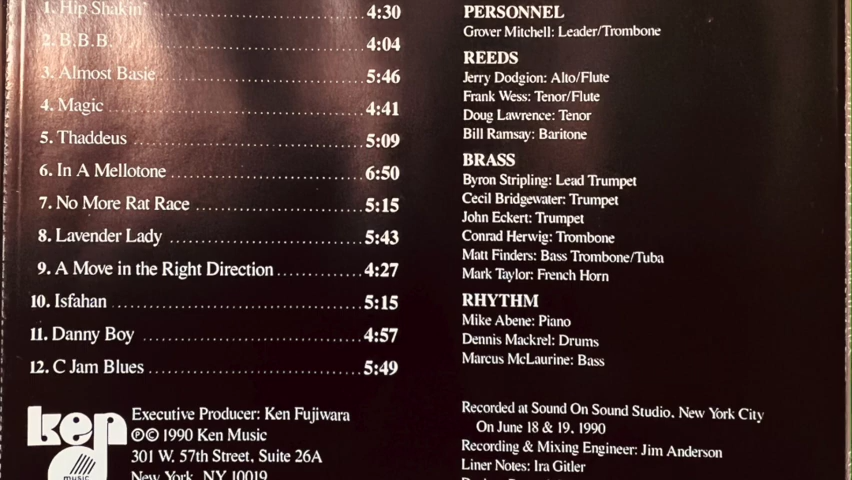 1. Hip Shakin' 4:30
2. B.B.B. 4:04
3. Almost Basie 5:46
4. Magic 4:41
5. Thaddeus 5:09
6. In A Mellotone 6:50
7. No More Rat Race 5:15
8. Lavender Lady 5:43
9. A Move in the Right Direction 4:27
10. Isfahan 5:15
11. Danny Boy 4:57
12. C Jam Blues 5:49
ken
music
Executive Producer: Ken Fujiwara
℗© 1990 Ken Music
301 W. 57th Street, Suite 26A
New York, NY 10019
PERSONNEL
Grover Mitchell: Leader/Trombone
REEDS
Jerry Dodgion: Alto/Flute
Frank Wess: Tenor/Flute
Doug Lawrence: Tenor
Bill Ramsay: Baritone
BRASS
Byron Stripling: Lead Trumpet
Cecil Bridgewater: Trumpet
John Eckert: Trumpet
Conrad Herwig: Trombone
Matt Finders: Bass Trombone/Tuba
Mark Taylor: French Horn
RHYTHM
Mike Abene: Piano
Dennis Mackrel: Drums
Marcus McLaurine: Bass
Recorded at Sound On Sound Studio, New York City
On June 18 & 19, 1990
Recording & Mixing Engineer: Jim Anderson
Liner Notes: Ira Gitler